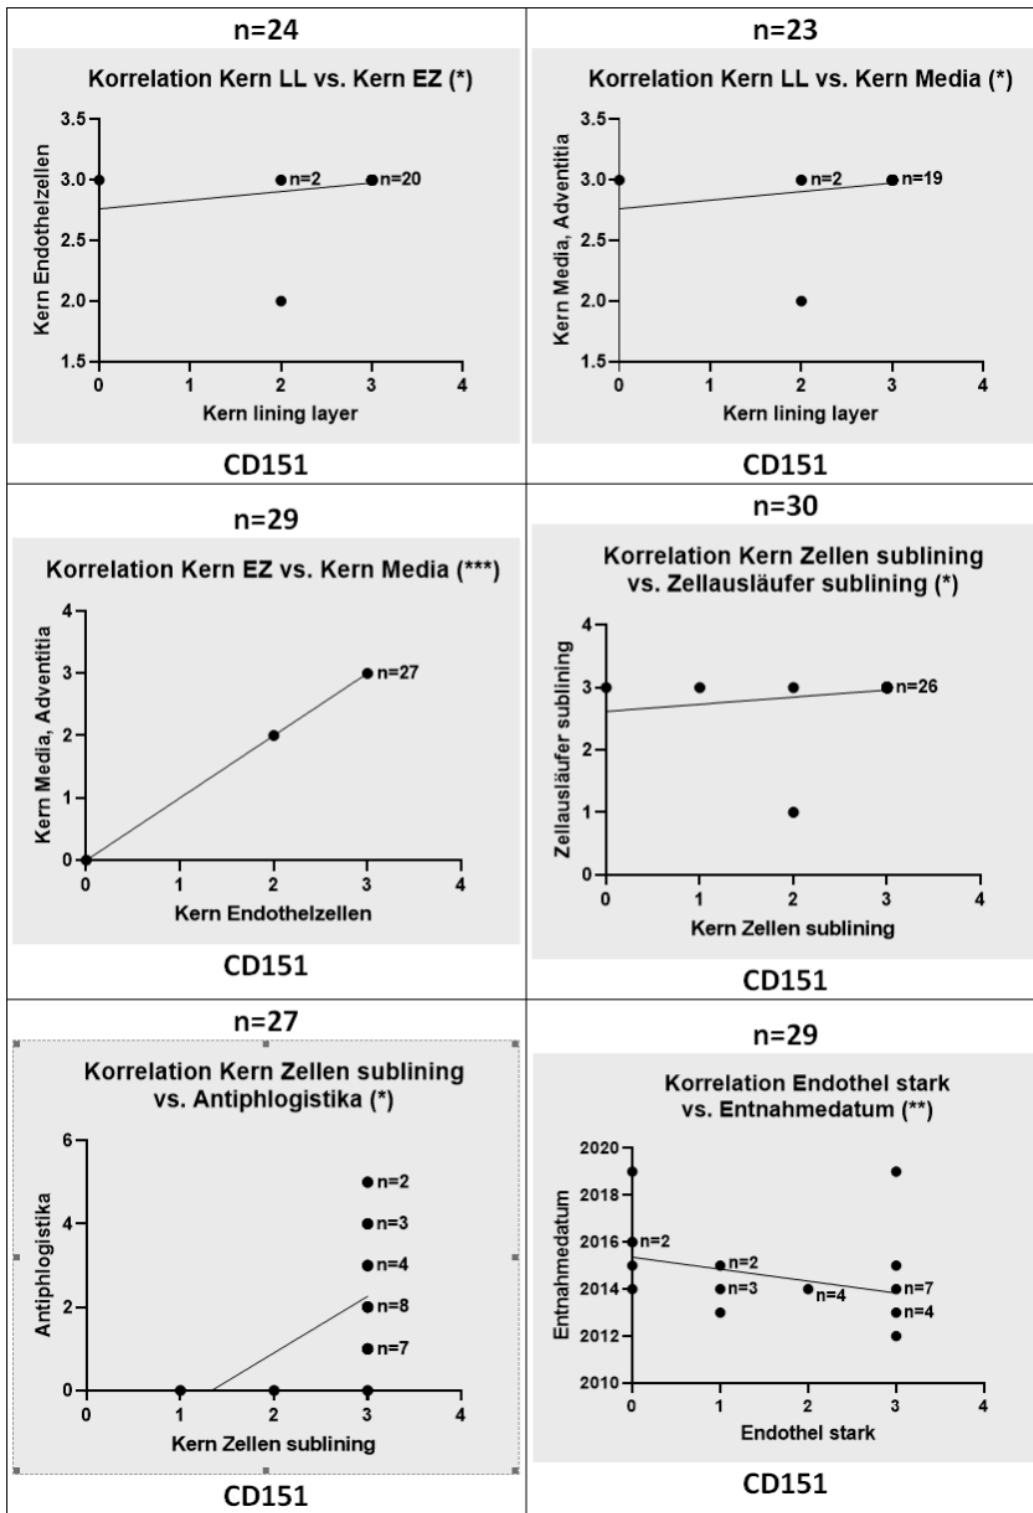 n=24
Korrelation Kern LL vs. Kern EZ (*)
Kern Endothelzellen
3.5
3.0
2.5
2.0
1.5
n=2
n=20
0 1 2 3 4
Kern lining layer
CD151
n=23
Korrelation Kern LL vs. Kern Media (*)
Kern Media, Adventitia
3.5
3.0
2.5
2.0
1.5
n=2
n=19
0 1 2 3 4
Kern lining layer
CD151
n=29
Korrelation Kern EZ vs. Kern Media (***)
Kern Media, Adventitia
4
3
2
1
0
n=27
0 1 2 3 4
Kern Endothelzellen
CD151
n=30
Korrelation Kern Zellen sublining
vs. Zellausläufer sublining (*)
Zellausläufer sublining
4
3
2
1
0
n=26
0 1 2 3 4
Kern Zellen sublining
CD151
n=27
Korrelation Kern Zellen sublining
vs. Antiphlogistika (*)
Antiphlogistika
6
4
2
0
n=2
n=3
n=4
n=8
n=7
0 1 2 3 4
Kern Zellen sublining
CD151
n=29
Korrelation Endothel stark
vs. Entnahmedatum (**)
Entnahmedatum
2020
2018
2016
2014
2012
2010
n=2
n=2
n=3
n=4
n=7
n=4
0 1 2 3 4
Endothel stark
CD151